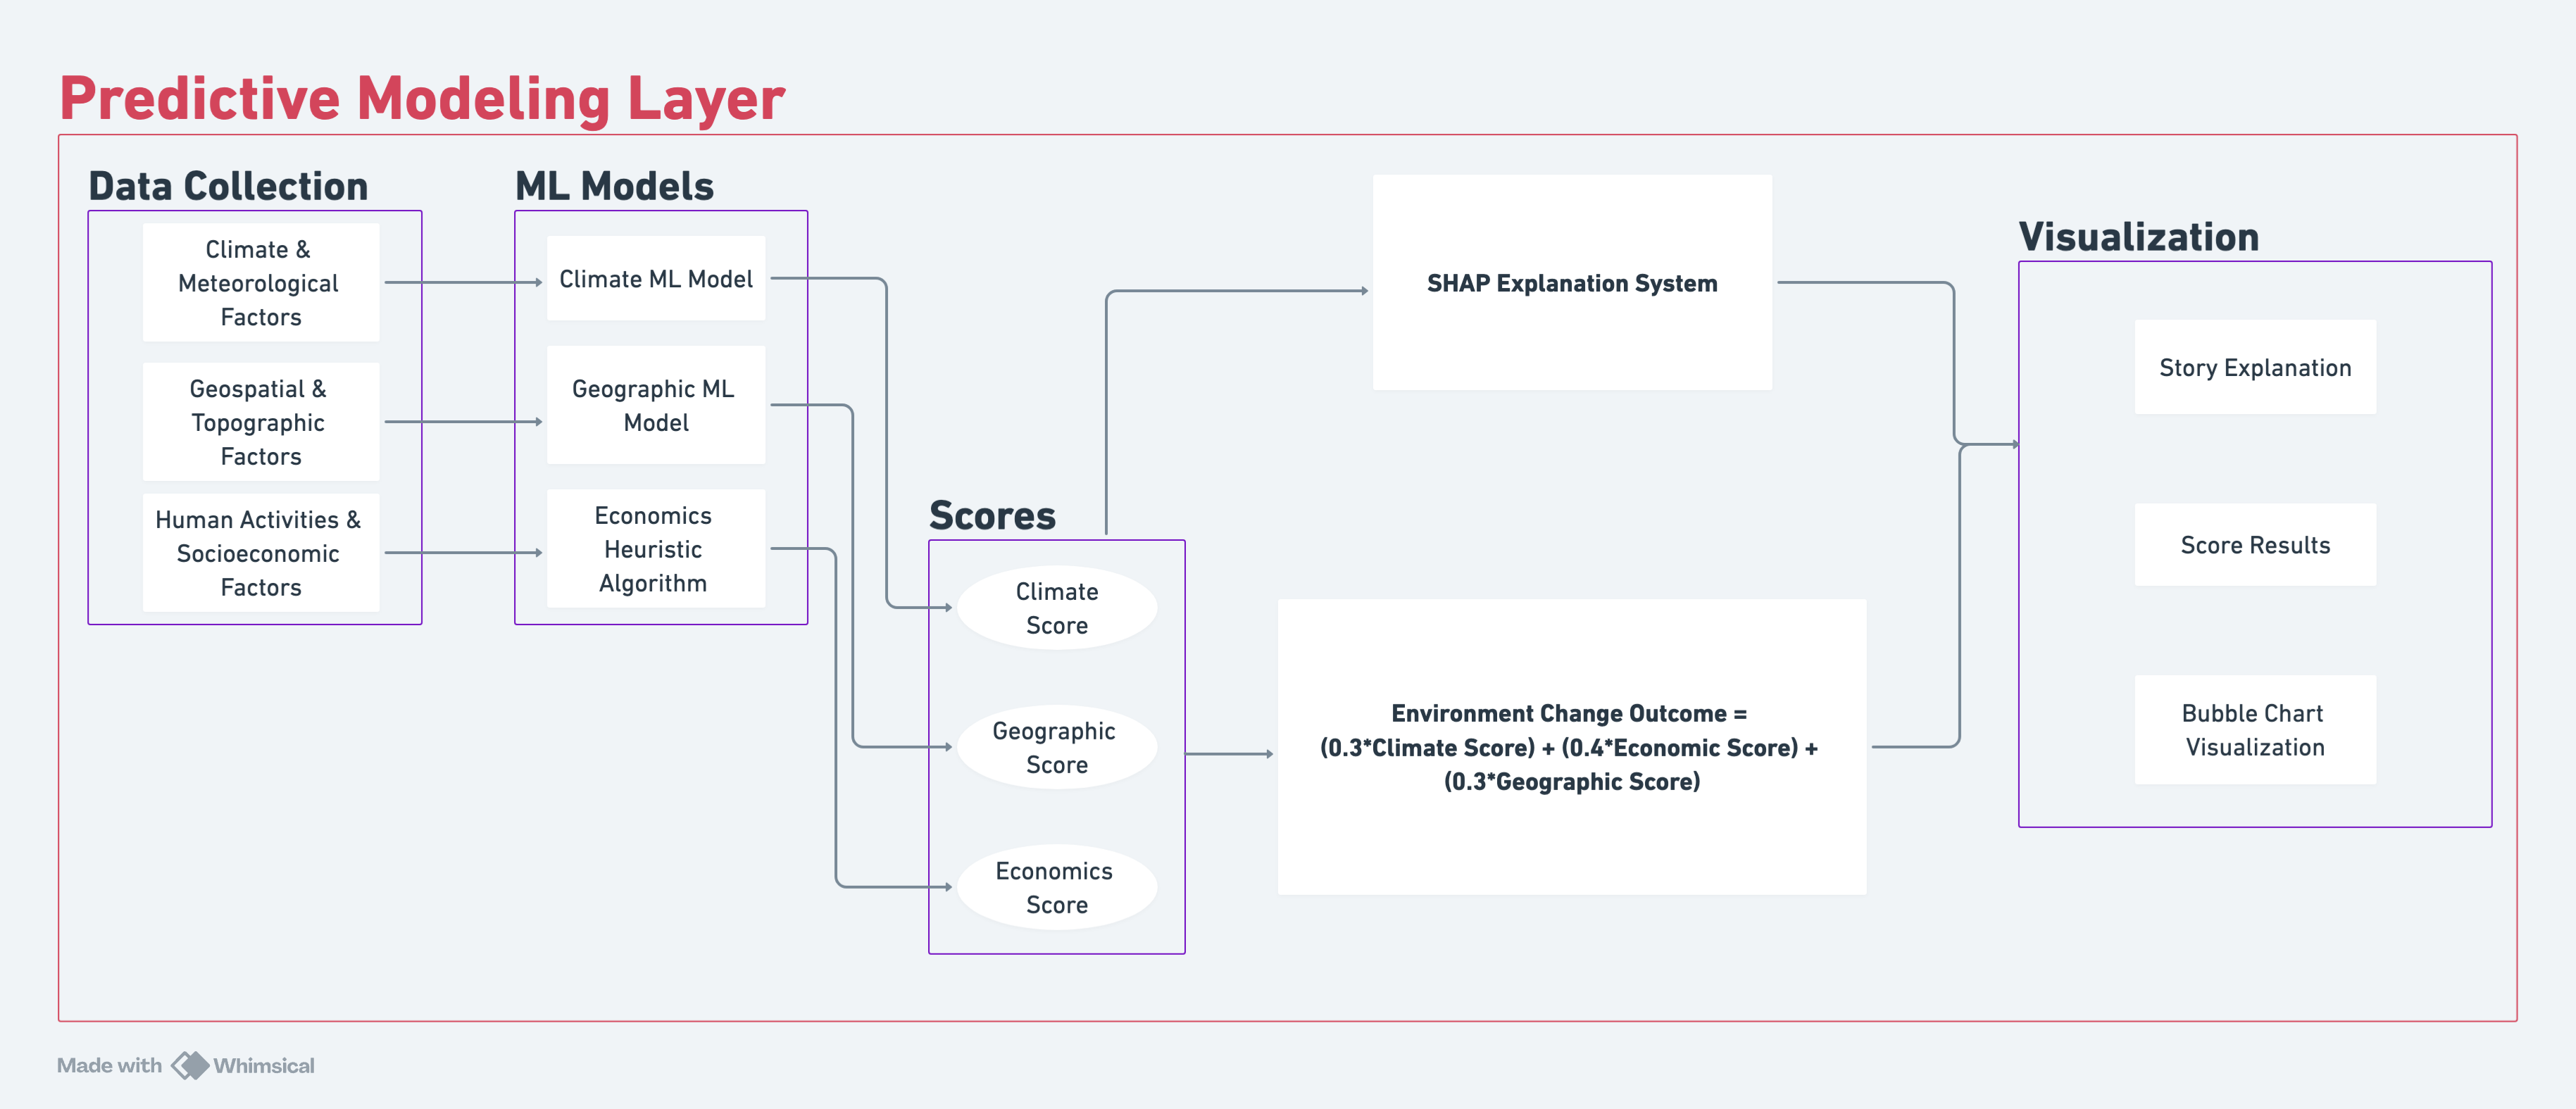 Predictive Modeling Layer
Data Collection
Climate &
Meteorological
Factors
Geospatial &
Topographic
Factors
Human Activities &
Socioeconomic
Factors
ML Models
Climate ML Model
Geographic ML
Model
Economics
Heuristic
Algorithm
Scores
Climate
Score
Geographic
Score
Economics
Score
SHAP Explanation System
Environment Change Outcome =
(0.3*Climate Score) + (0.4*Economic Score) +
(0.3*Geographic Score)
Visualization
Story Explanation
Score Results
Bubble Chart
Visualization
Made with Whimsical